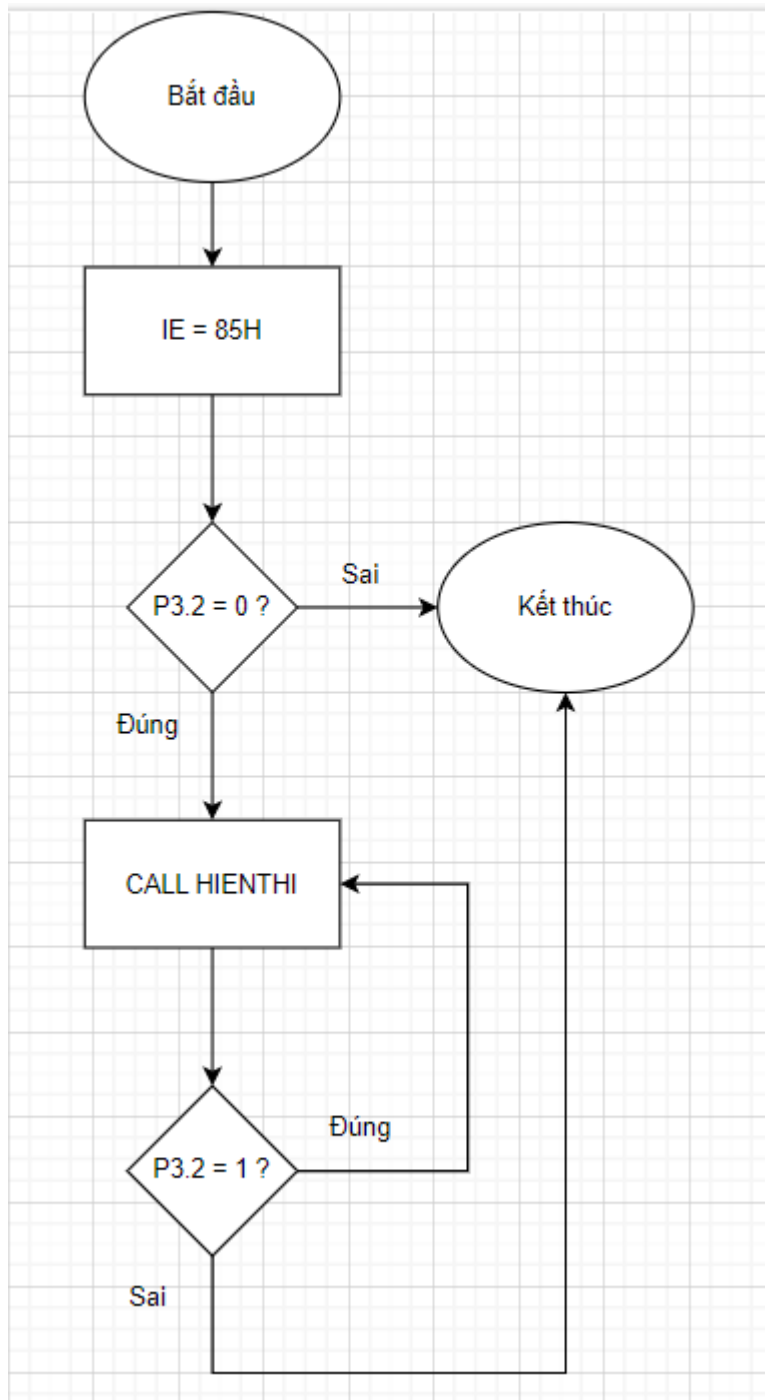 Bắt đầu
IE = 85H
P3.2 = 0 ?
Sai
Kết thúc
Đúng
CALL HIENTHI
P3.2 = 1 ?
Đúng
Sai